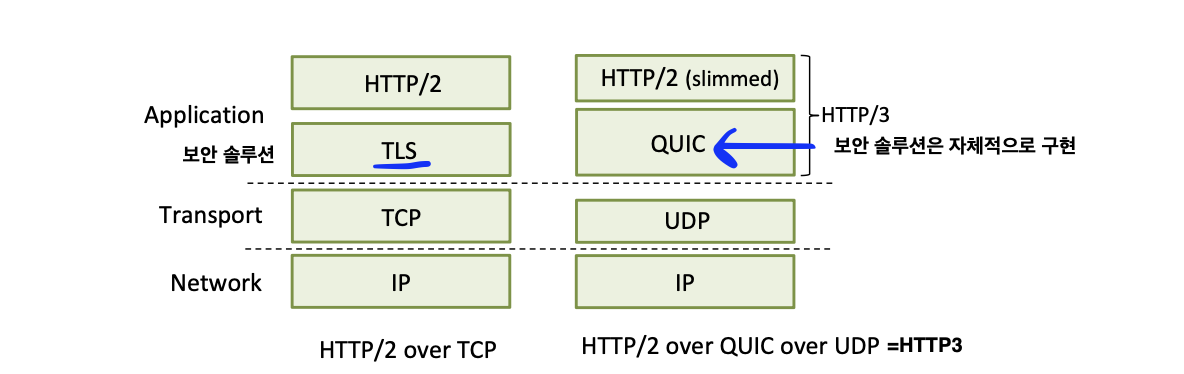 HTTP/2
HTTP/2 (slimmed)
Application
HTTP/3
보안 솔루션
TLS
QUIC
보안 솔루션은 자체적으로 구현
Transport
TCP
UDP
Network
IP
IP
HTTP/2 over TCP
HTTP/2 over QUIC over UDP =HTTP3